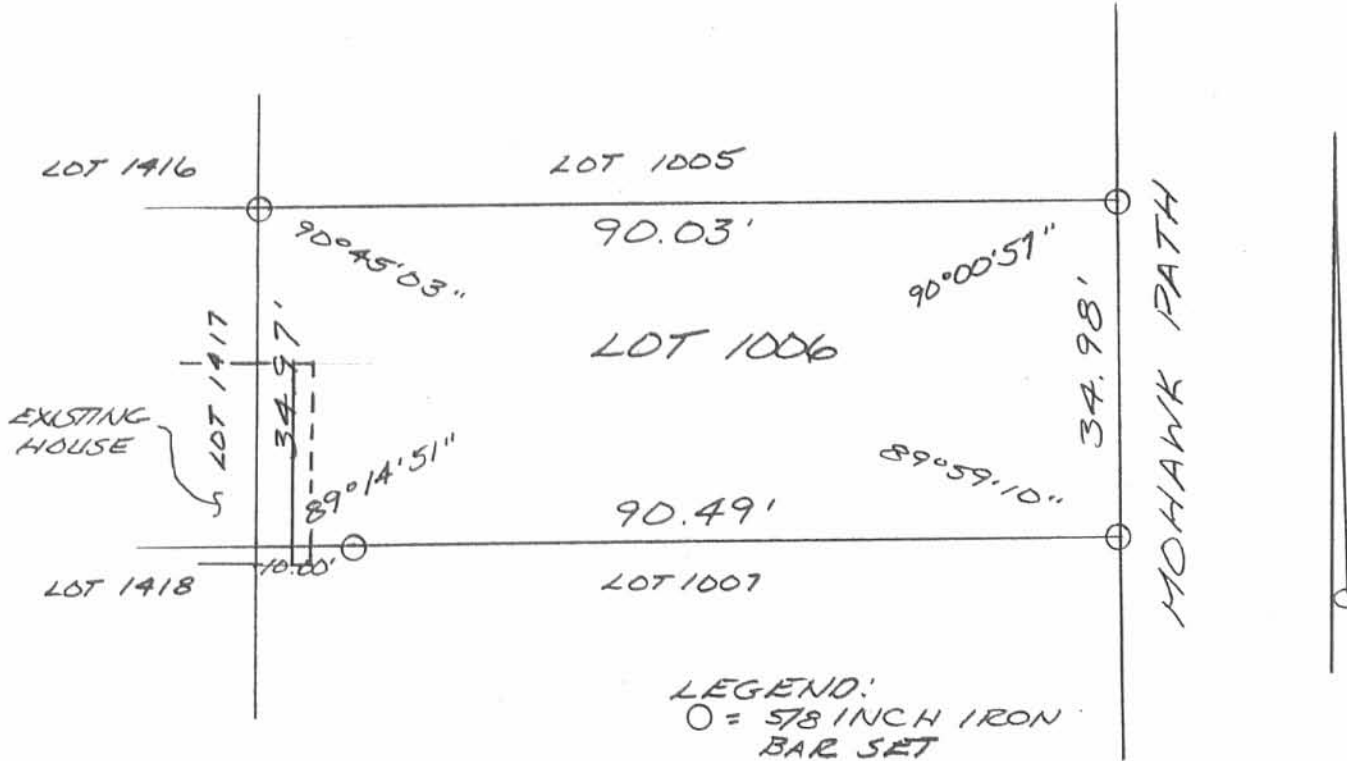 LOT 1416
LOT 1005
90.03'
90°45'03"
90°00'57"
LOT 1006
LOT 1417
34.97'
34.98'
MOHAWK PATH
EXISTING
HOUSE
89°14'51"
89°59'10"
90.49'
LOT 1418
10.00'
LOT 1007
LEGEND:
O = 5/8 INCH IRON
BAR SET